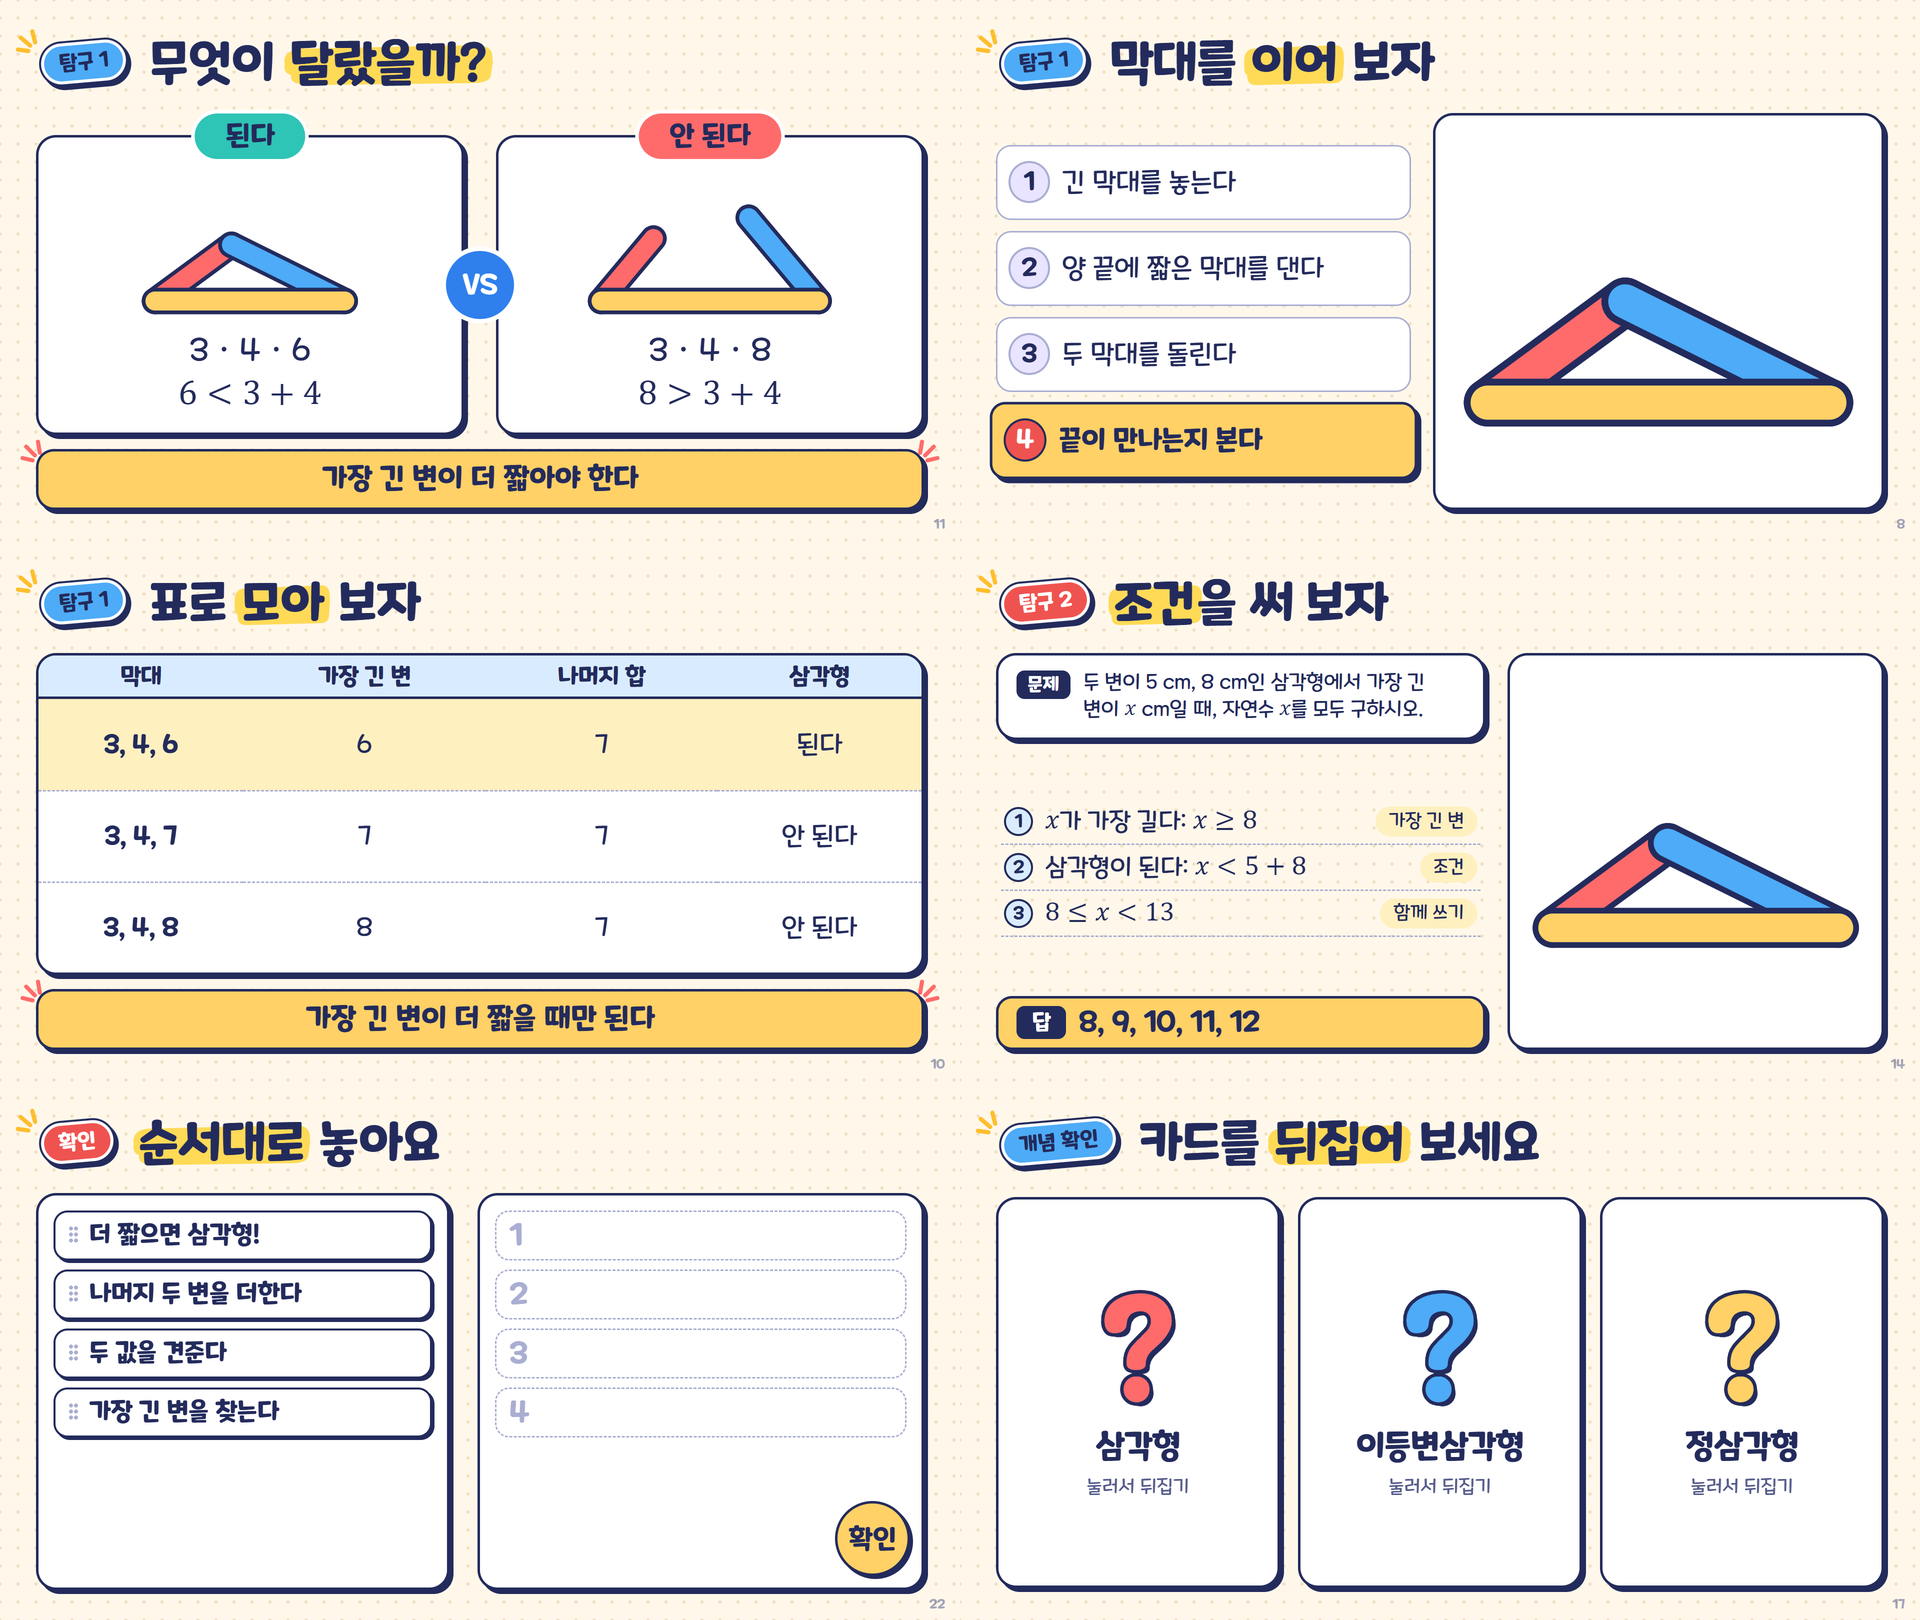 탐구 1 무엇이 달랐을까?
된다
안 된다
VS
3 · 4 · 6
6 < 3 + 4
3 · 4 · 8
8 > 3 + 4
가장 긴 변이 더 짧아야 한다
11
탐구 1 막대를 이어 보자
1 긴 막대를 놓는다
2 양 끝에 짧은 막대를 댄다
3 두 막대를 돌린다
4 끝이 만나는지 본다
8
탐구 1 표로 모아 보자
막대 가장 긴 변 나머지 합 삼각형
3, 4, 6 6 7 된다
3, 4, 7 7 7 안 된다
3, 4, 8 8 7 안 된다
가장 긴 변이 더 짧을 때만 된다
10
탐구 2 조건을 써 보자
문제 두 변이 5 cm, 8 cm인 삼각형에서 가장 긴
변이 x cm일 때, 자연수 x를 모두 구하시오.
1 x가 가장 길다: x ≥ 8 가장 긴 변
2 삼각형이 된다: x < 5 + 8 조건
3 8 ≤ x < 13 함께 쓰기
답 8, 9, 10, 11, 12
14
확인 순서대로 놓아요
더 짧으면 삼각형!
나머지 두 변을 더한다
두 값을 견준다
가장 긴 변을 찾는다
1
2
3
4
확인
22
개념 확인 카드를 뒤집어 보세요
?
삼각형
눌러서 뒤집기
?
이등변삼각형
눌러서 뒤집기
?
정삼각형
눌러서 뒤집기
17